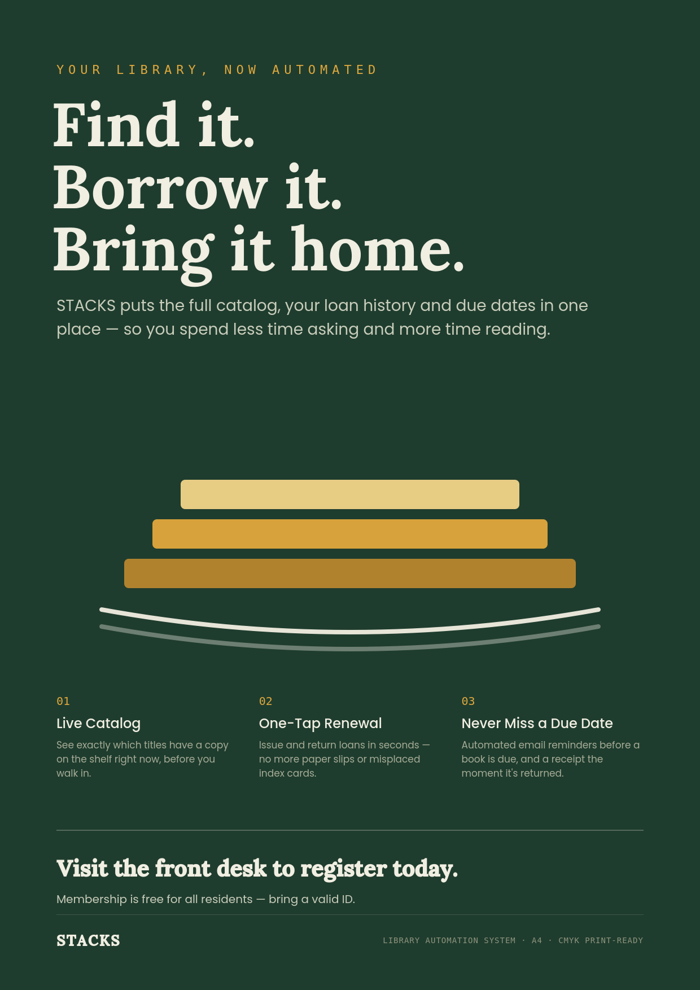 YOUR LIBRARY, NOW AUTOMATED
Find it.
Borrow it.
Bring it home.
STACKS puts the full catalog, your loan history and due dates in one
place — so you spend less time asking and more time reading.
01
Live Catalog
See exactly which titles have a copy
on the shelf right now, before you
walk in.
02
One-Tap Renewal
Issue and return loans in seconds —
no more paper slips or misplaced
index cards.
03
Never Miss a Due Date
Automated email reminders before a
book is due, and a receipt the
moment it's returned.
Visit the front desk to register today.
Membership is free for all residents — bring a valid ID.
STACKS
LIBRARY AUTOMATION SYSTEM · A4 · CMYK PRINT-READY